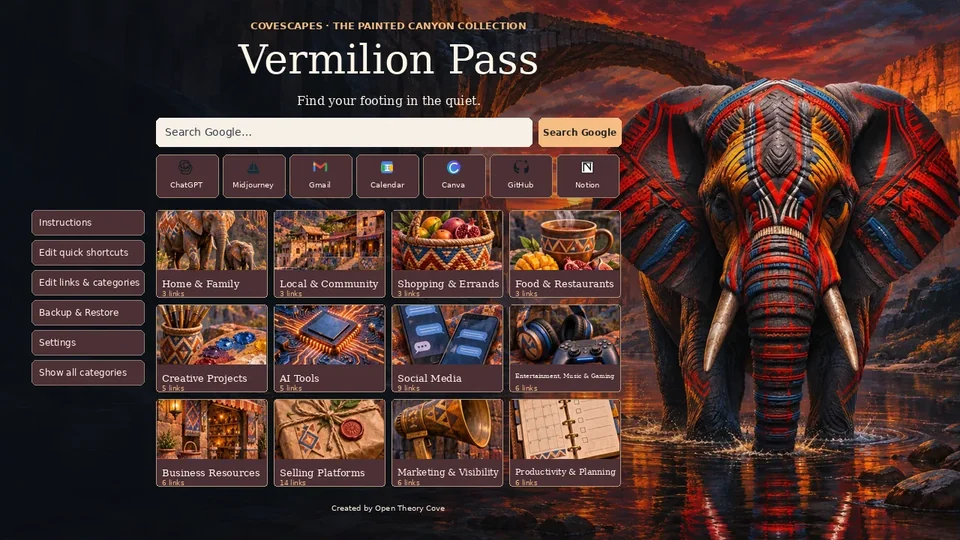 COVESCAPES · THE PAINTED CANYON COLLECTION
Vermilion Pass
Find your footing in the quiet.
Search Google...
Search Google
ChatGPT
Midjourney
Gmail
Calendar
Canva
GitHub
Notion
Instructions
Edit quick shortcuts
Edit links & categories
Backup & Restore
Settings
Show all categories
Home & Family
3 links
Local & Community
3 links
Shopping & Errands
3 links
Food & Restaurants
3 links
Creative Projects
5 links
AI Tools
5 links
Social Media
9 links
Entertainment, Music & Gaming
6 links
Business Resources
6 links
Selling Platforms
14 links
Marketing & Visibility
6 links
Productivity & Planning
6 links
Created by Open Theory Cove